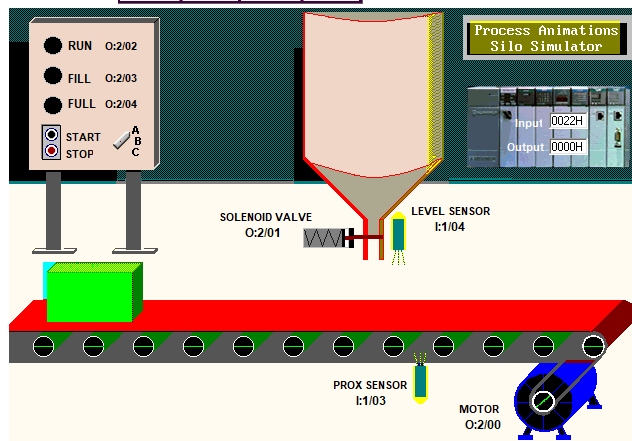 Process Animations
Silo Simulator
RUN O:2/02
FILL O:2/03
FULL O:2/04
START
STOP
A
B
C
Input 0022H
Output 0000H
SOLENOID VALVE
O:2/01
LEVEL SENSOR
I:1/04
PROX SENSOR
I:1/03
MOTOR
O:2/00